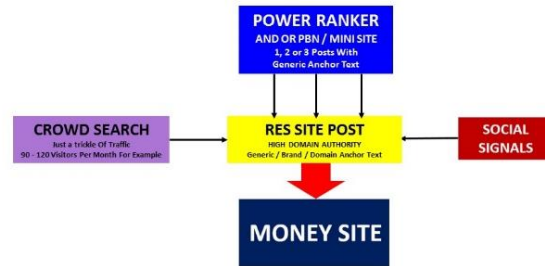 POWER RANKER
AND OR PBN / MINI SITE
1, 2 or 3 Posts With
Generic Anchor Text
CROWD SEARCH
Just a trickle Of Traffic
90 - 120 Visitors Per Month For Example
RES SITE POST
HIGH DOMAIN AUTHORITY
Generic / Brand / Domain Anchor Text
SOCIAL
SIGNALS
MONEY SITE